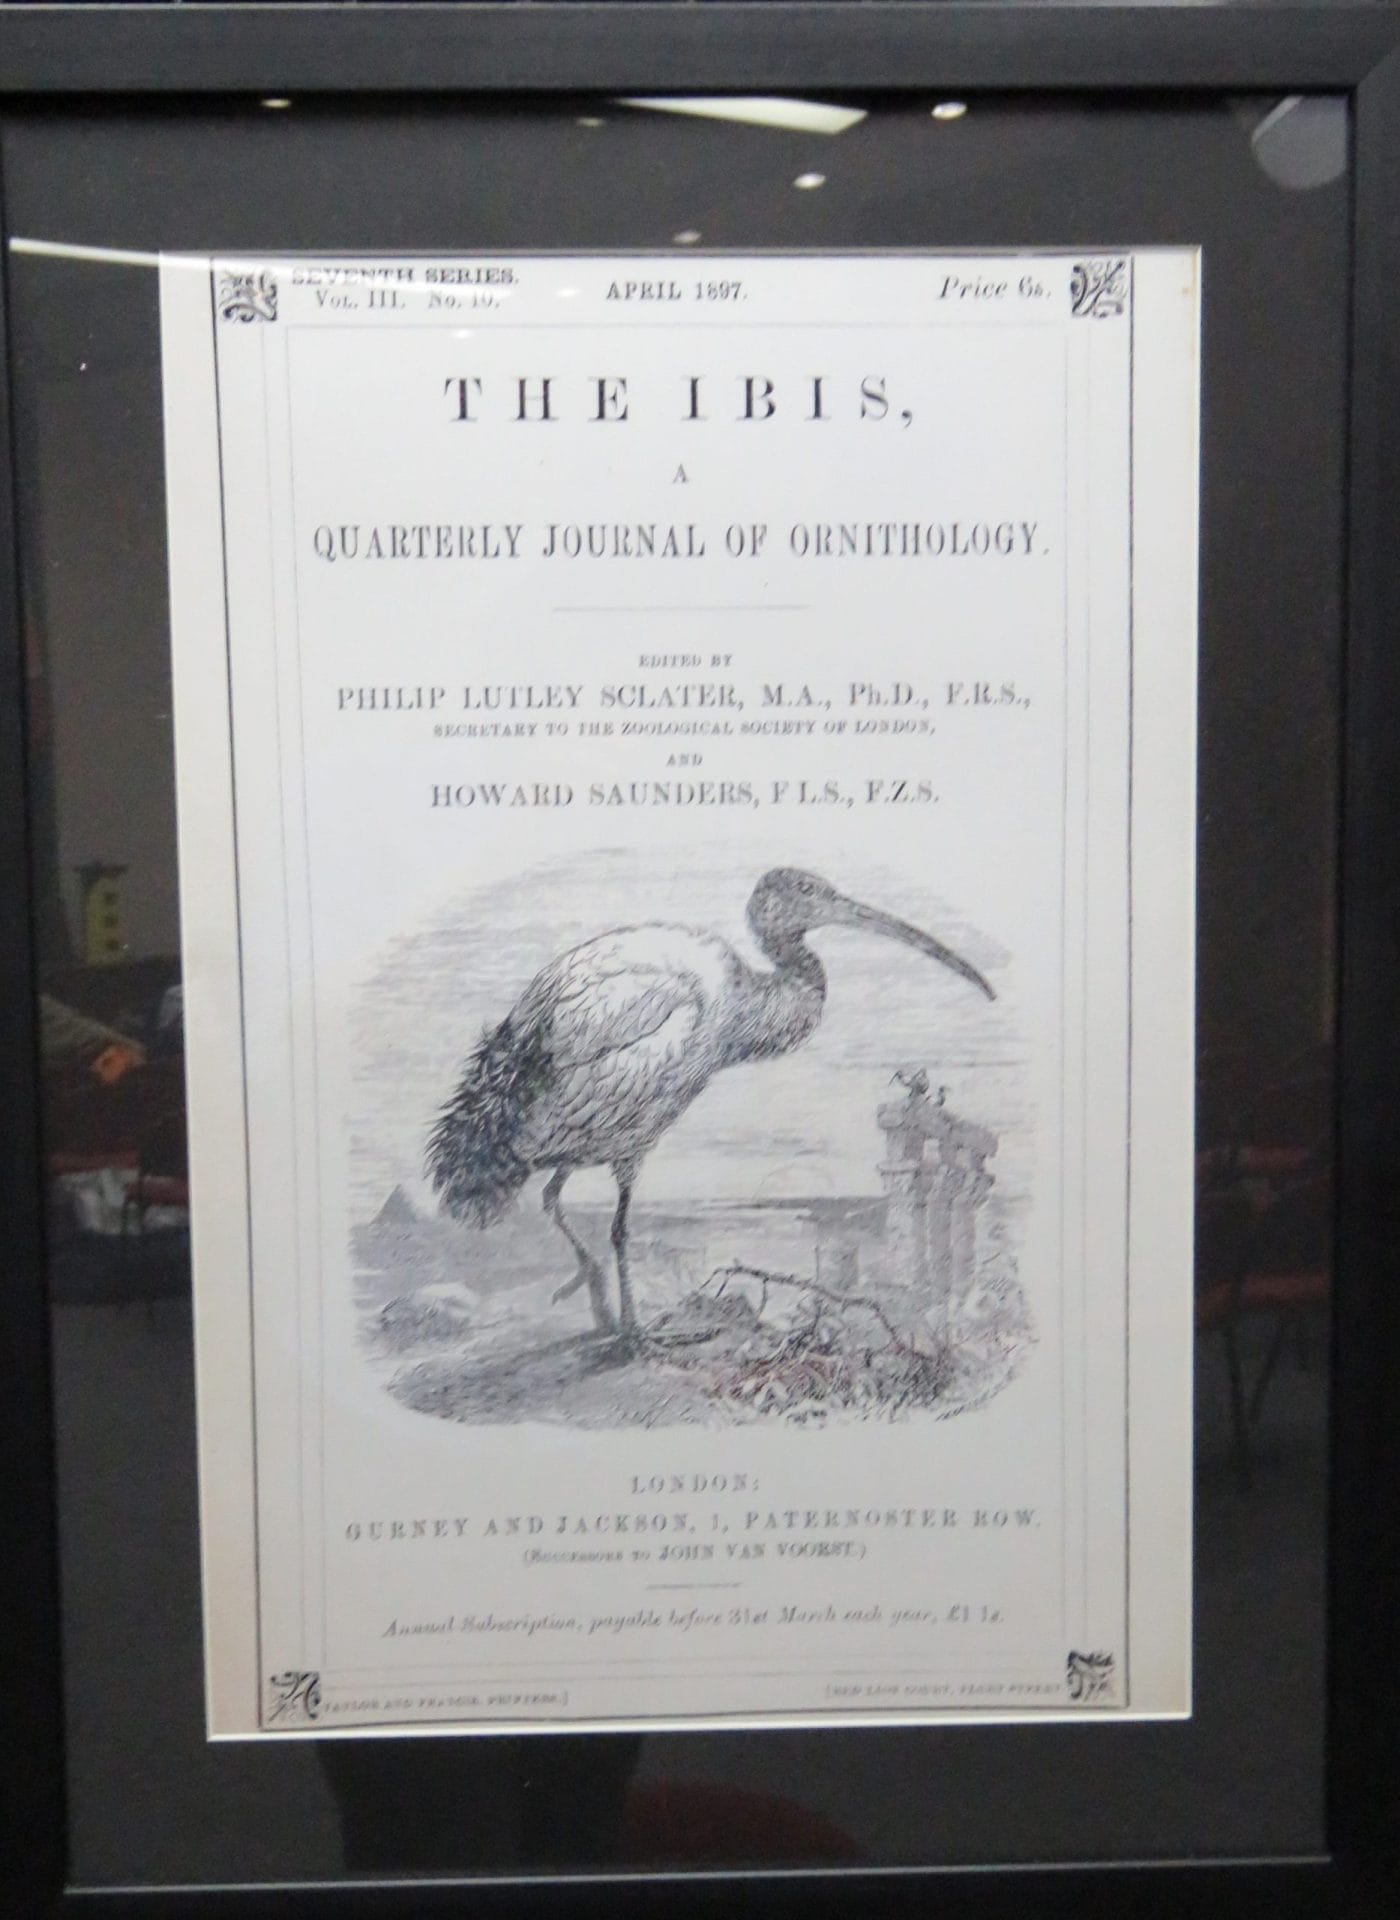 SEVENTH SERIES.
VOL. III. No. 10.
APRIL 1897.
Price 6s.
THE IBIS,
A
QUARTERLY JOURNAL OF ORNITHOLOGY.
EDITED BY
PHILIP LUTLEY SCLATER, M.A., Ph.D., F.R.S.,
SECRETARY TO THE ZOOLOGICAL SOCIETY OF LONDON,
AND
HOWARD SAUNDERS, F.L.S., F.Z.S.
LONDON:
GURNEY AND JACKSON, 1, PATERNOSTER ROW.
(SUCCESSORS TO JOHN VAN VOORST.)
Annual Subscription, payable before 31st March each year, £1 1s.
TAYLOR AND FRANCIS, PRINTERS.]
[RED LION COURT, FLEET STREET